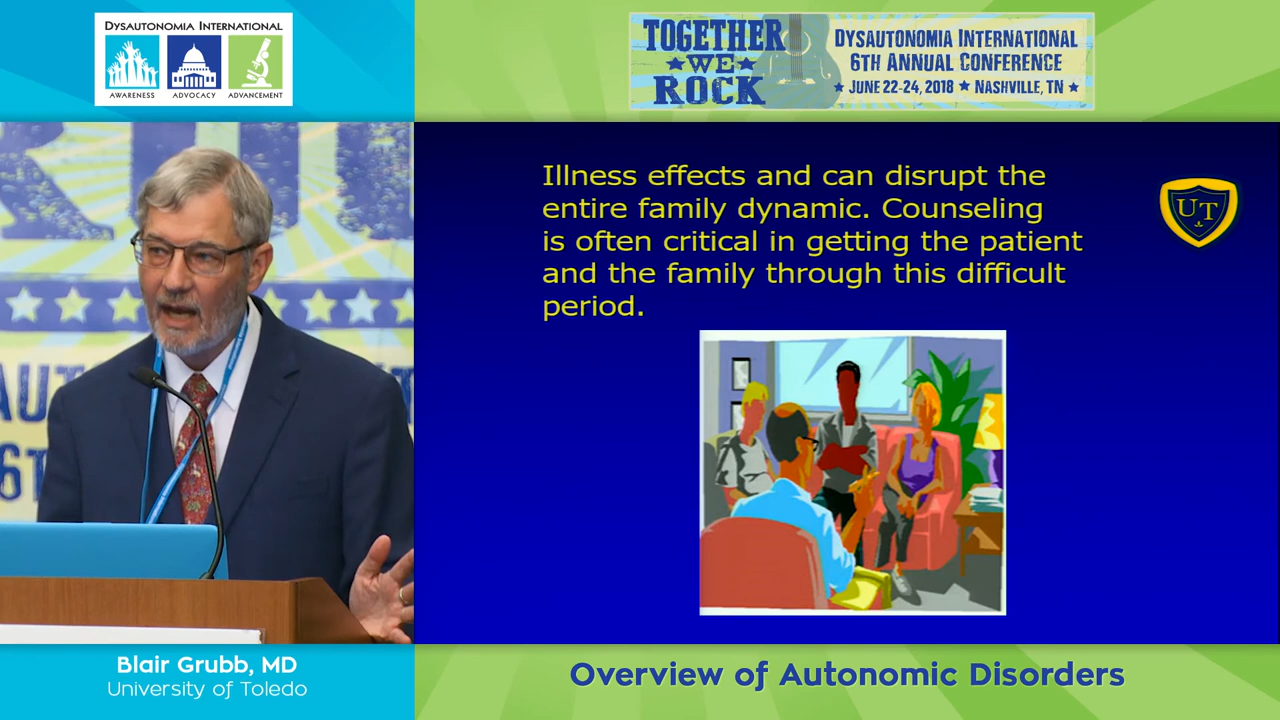 DYSAUTONOMIA INTERNATIONAL
AWARENESS
ADVOCACY
ADVANCEMENT
TOGETHER
WE
ROCK
DYSAUTONOMIA INTERNATIONAL
6TH ANNUAL CONFERENCE
JUNE 22-24, 2018 ★ NASHVILLE, TN
Illness effects and can disrupt the
entire family dynamic. Counseling
is often critical in getting the patient
and the family through this difficult
period.
UT
Blair Grubb, MD
University of Toledo
Overview of Autonomic Disorders